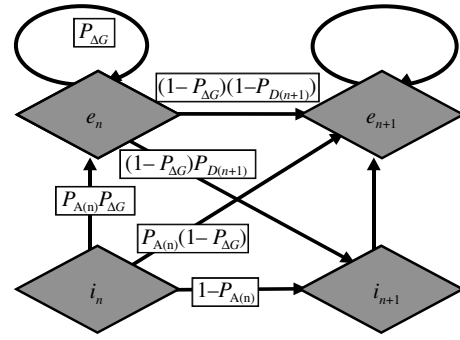 P_ΔG
(1–P_ΔG)(1–P_D(n+1))
e_n
e_n+1
(1–P_ΔG)P_D(n+1)
P_A(n)P_ΔG
P_A(n)(1–P_ΔG)
i_n
1–P_A(n)
i_n+1